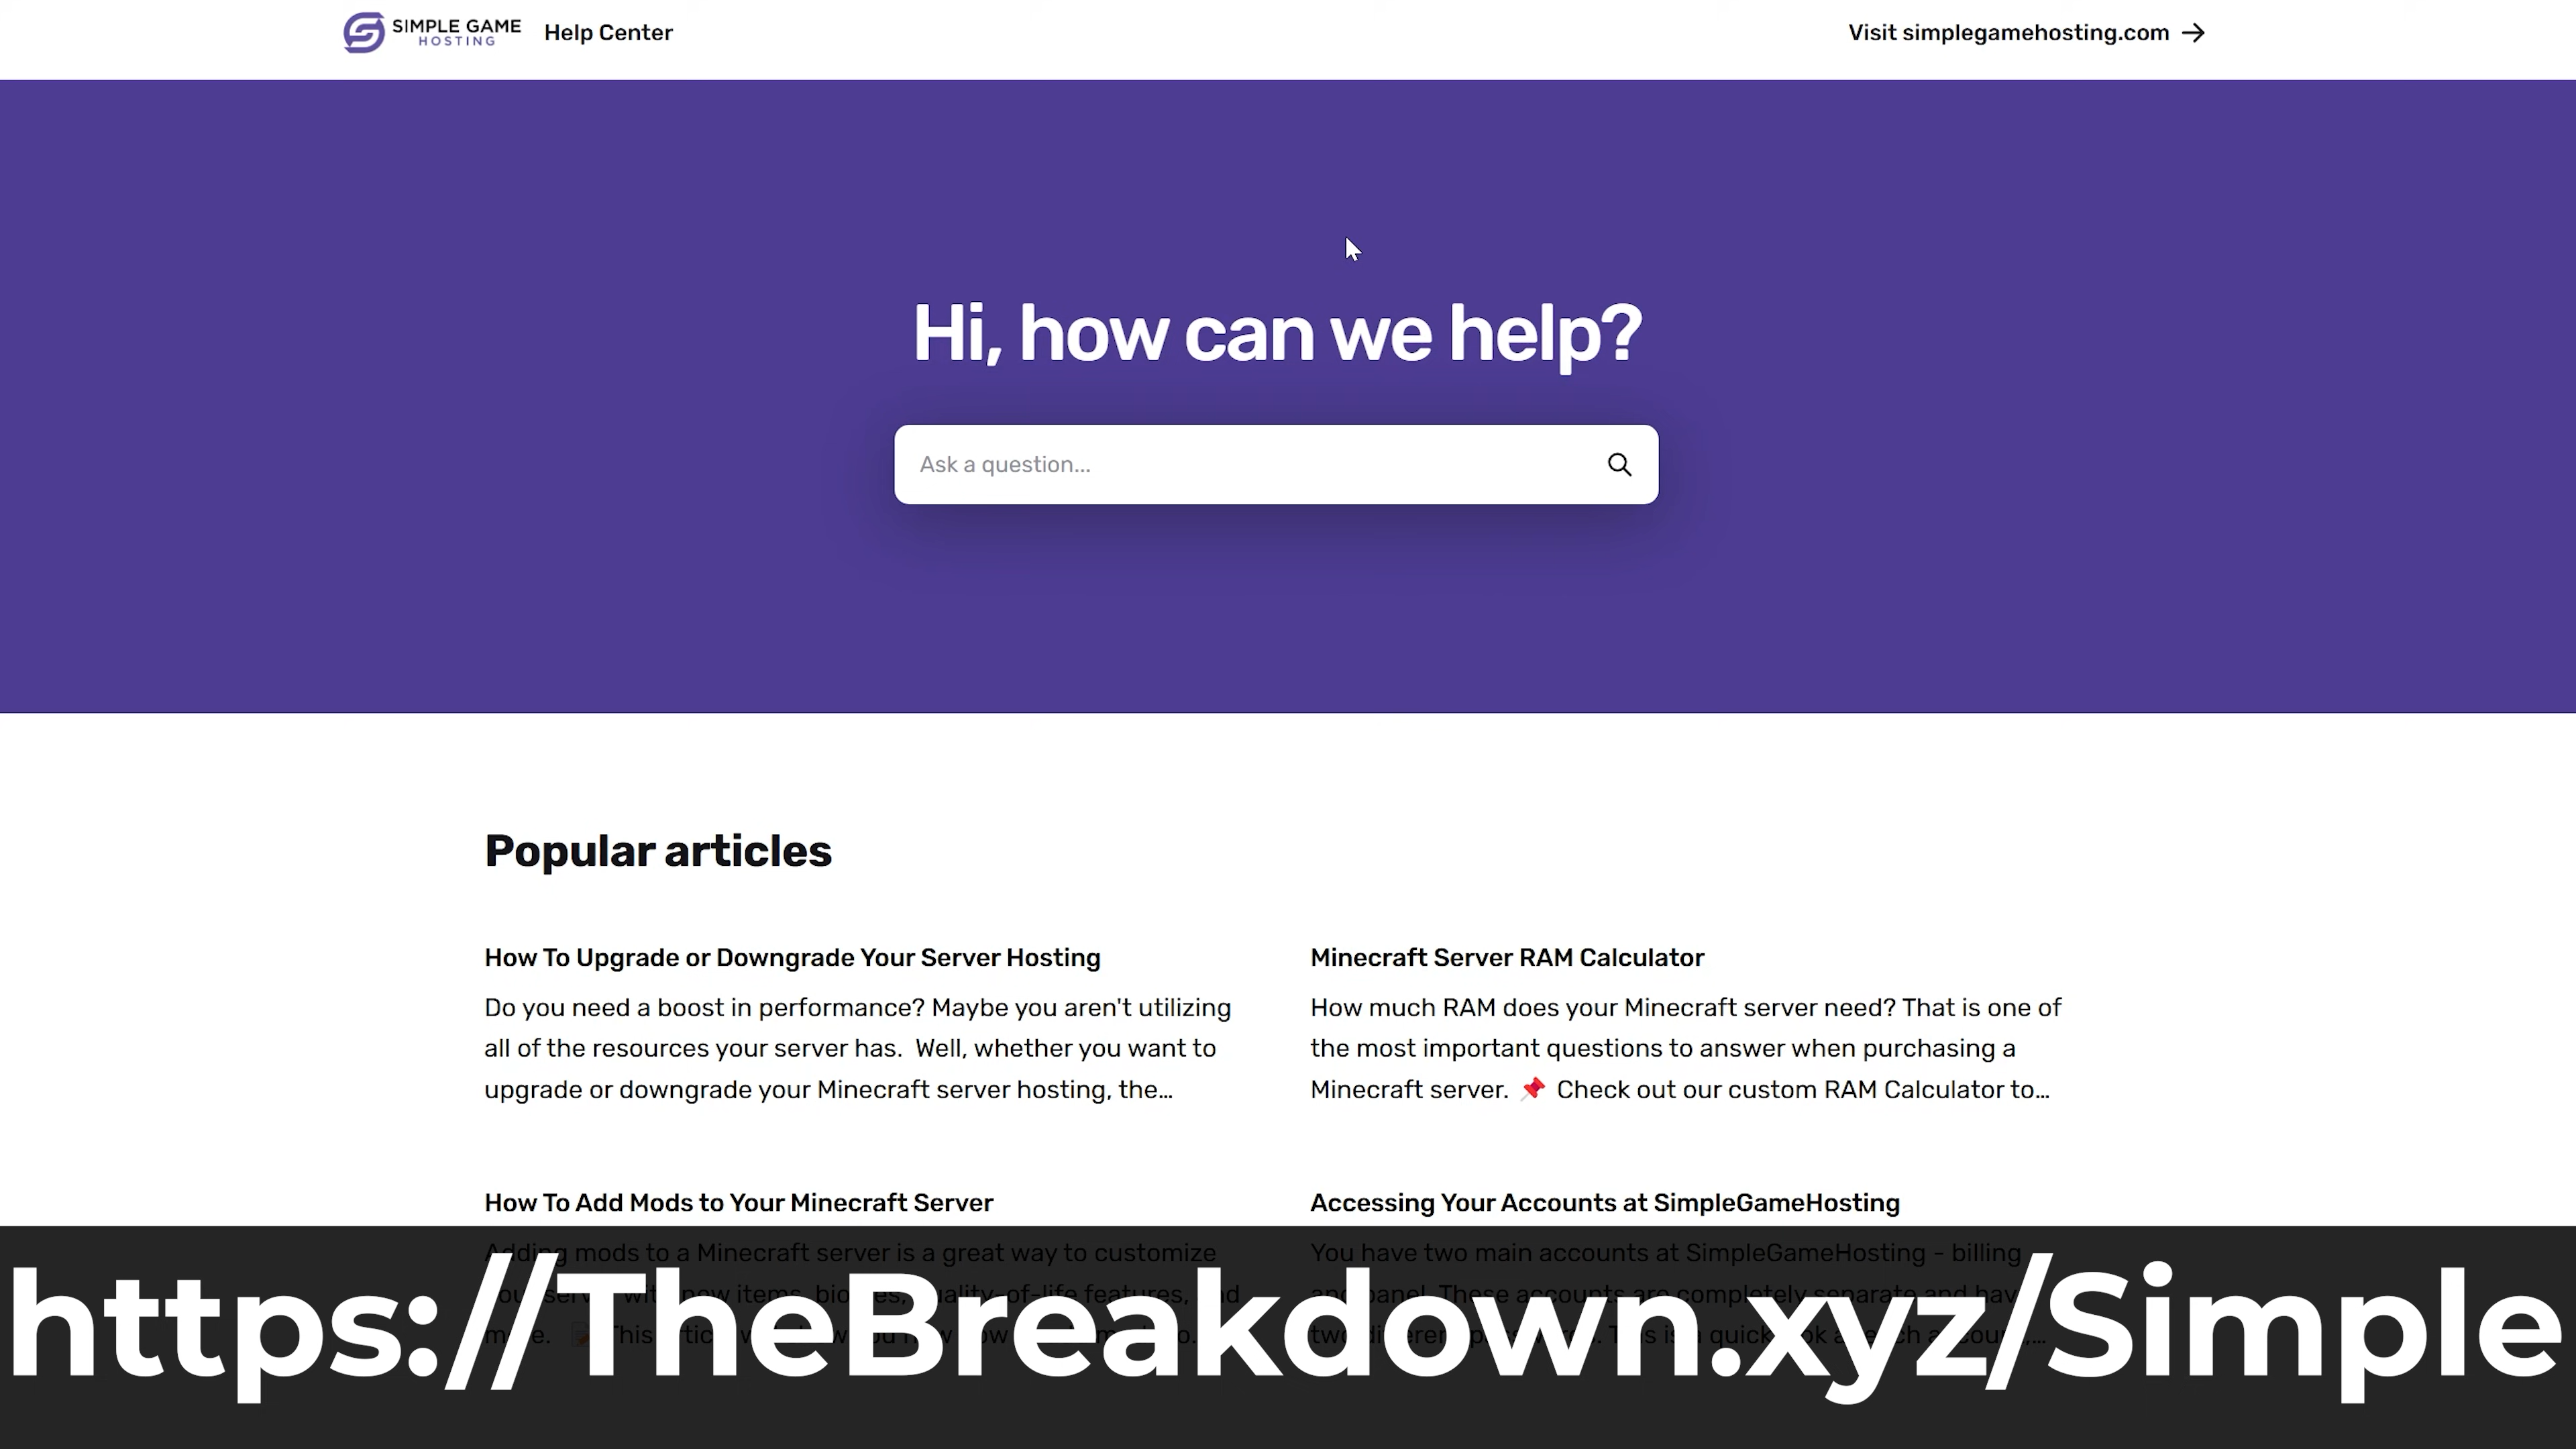 SIMPLE GAME
HOSTING
Help Center
Visit simplegamehosting.com →
Hi, how can we help?
Ask a question...
Popular articles
How To Upgrade or Downgrade Your Server Hosting
Do you need a boost in performance? Maybe you aren't utilizing
all of the resources your server has.  Well, whether you want to
upgrade or downgrade your Minecraft server hosting, the...
Minecraft Server RAM Calculator
How much RAM does your Minecraft server need? That is one of
the most important questions to answer when purchasing a
Minecraft server. 📌 Check out our custom RAM Calculator to...
How To Add Mods to Your Minecraft Server
Adding mods to a Minecraft server is a great way to customize
Accessing Your Accounts at SimpleGameHosting
You have two main accounts at SimpleGameHosting - billing
https://TheBreakdown.xyz/Simple